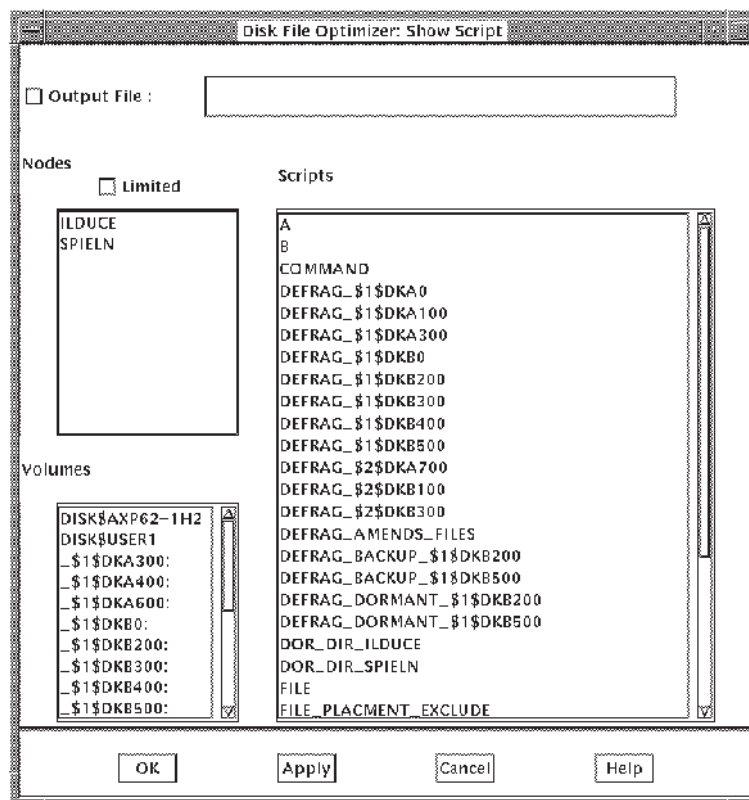 Disk File Optimizer: Show Script
Output File :
Nodes
Limited
ILDUCE
SPIELN
Scripts
A
B
COMMAND
DEFRAG_$1$DKA0
DEFRAG_$1$DKA100
DEFRAG_$1$DKA300
DEFRAG_$1$DKB0
DEFRAG_$1$DKB200
DEFRAG_$1$DKB300
DEFRAG_$1$DKB400
DEFRAG_$1$DKB500
DEFRAG_$2$DKA700
DEFRAG_$2$DKB100
DEFRAG_$2$DKB300
DEFRAG_AMENDS_FILES
DEFRAG_BACKUP_$1$DKB200
DEFRAG_BACKUP_$1$DKB500
DEFRAG_DORMANT_$1$DKB200
DEFRAG_DORMANT_$1$DKB500
DOR_DIR_ILDUCE
DOR_DIR_SPIELN
FILE
FILE_PLACMENT_EXCLUDE
Volumes
DISK$AXP62-1H2
DISK$USER1
_$1$DKA300:
_$1$DKA400:
_$1$DKA600:
_$1$DKB0:
_$1$DKB200:
_$1$DKB300:
_$1$DKB400:
_$1$DKB500:
OK
Apply
Cancel
Help